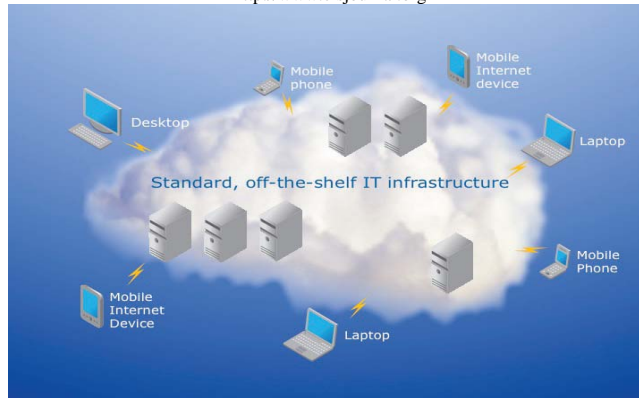 Mobile
phone
Mobile
Internet
device
Desktop
Laptop
Standard, off-the-shelf IT infrastructure
Mobile
Phone
Mobile
Internet
Device
Laptop